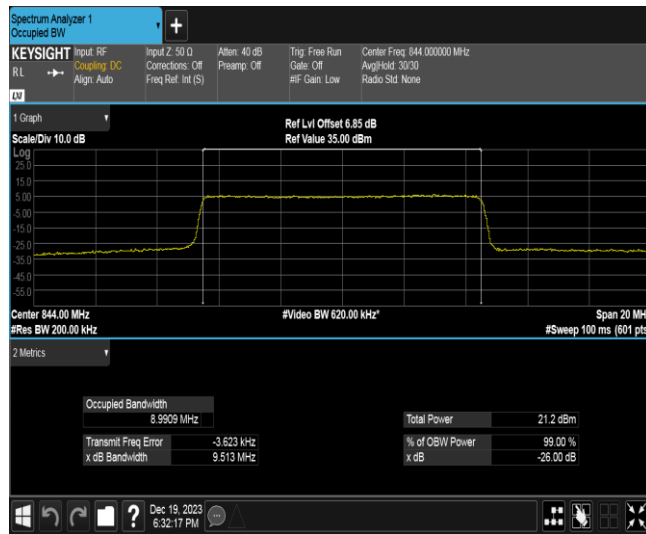 Spectrum Analyzer 1
Occupied BW
+
KEYSIGHT Input: RF Input Z: 50 Ω Atten: 40 dB Trig: Free Run Center Freq: 844.000000 MHz
RL Coupling: DC Corrections: Off Preamp: Off Gate: Off Avg|Hold: 30/30
Align: Auto Freq Ref: Int (S) #IF Gain: Low Radio Std: None
LXI
1 Graph
Ref Lvl Offset 6.85 dB
Scale/Div 10.0 dB Ref Value 35.00 dBm
Log
25.0
15.0
5.00
-5.00
-15.0
-25.0
-35.0
-45.0
-55.0
Center 844.00 MHz #Video BW 620.00 kHz* Span 20 MH
#Res BW 200.00 kHz #Sweep 100 ms (601 pts
2 Metrics
Occupied Bandwidth
8.9909 MHz Total Power 21.2 dBm
Transmit Freq Error -3.623 kHz % of OBW Power 99.00 %
x dB Bandwidth 9.513 MHz x dB -26.00 dB
? Dec 19, 2023
6:32:17 PM